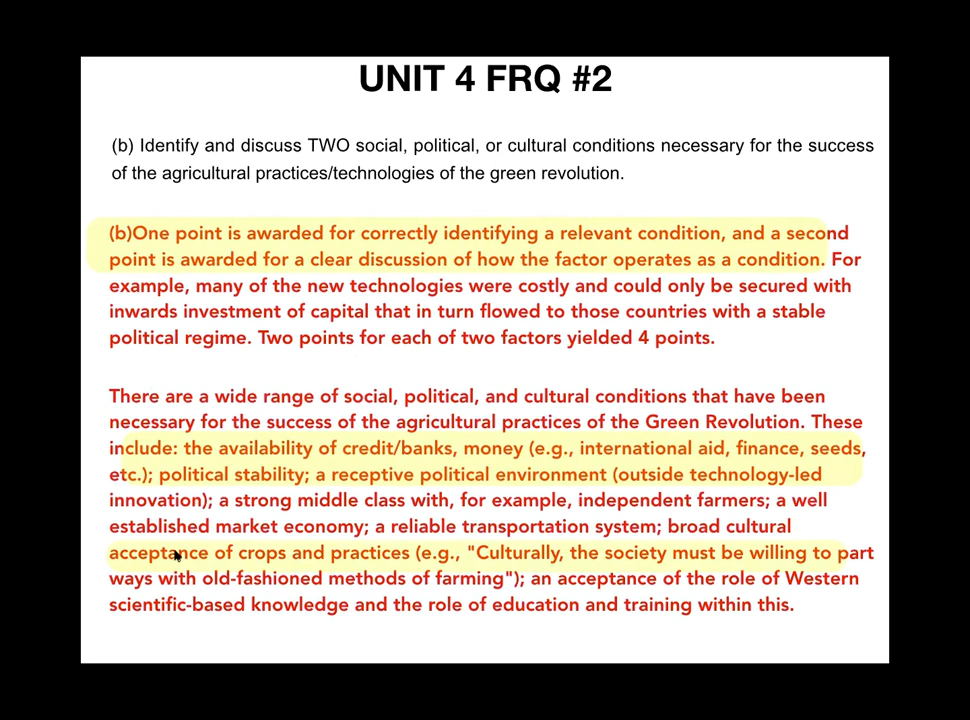 UNIT 4 FRQ #2
(b) Identify and discuss TWO social, political, or cultural conditions necessary for the success
of the agricultural practices/technologies of the green revolution.
(b)One point is awarded for correctly identifying a relevant condition, and a second
point is awarded for a clear discussion of how the factor operates as a condition. For
example, many of the new technologies were costly and could only be secured with
inwards investment of capital that in turn flowed to those countries with a stable
political regime. Two points for each of two factors yielded 4 points.
There are a wide range of social, political, and cultural conditions that have been
necessary for the success of the agricultural practices of the Green Revolution. These
include: the availability of credit/banks, money (e.g., international aid, finance, seeds,
etc.); political stability; a receptive political environment (outside technology-led
innovation); a strong middle class with, for example, independent farmers; a well
established market economy; a reliable transportation system; broad cultural
acceptance of crops and practices (e.g., "Culturally, the society must be willing to part
ways with old-fashioned methods of farming"); an acceptance of the role of Western
scientific-based knowledge and the role of education and training within this.